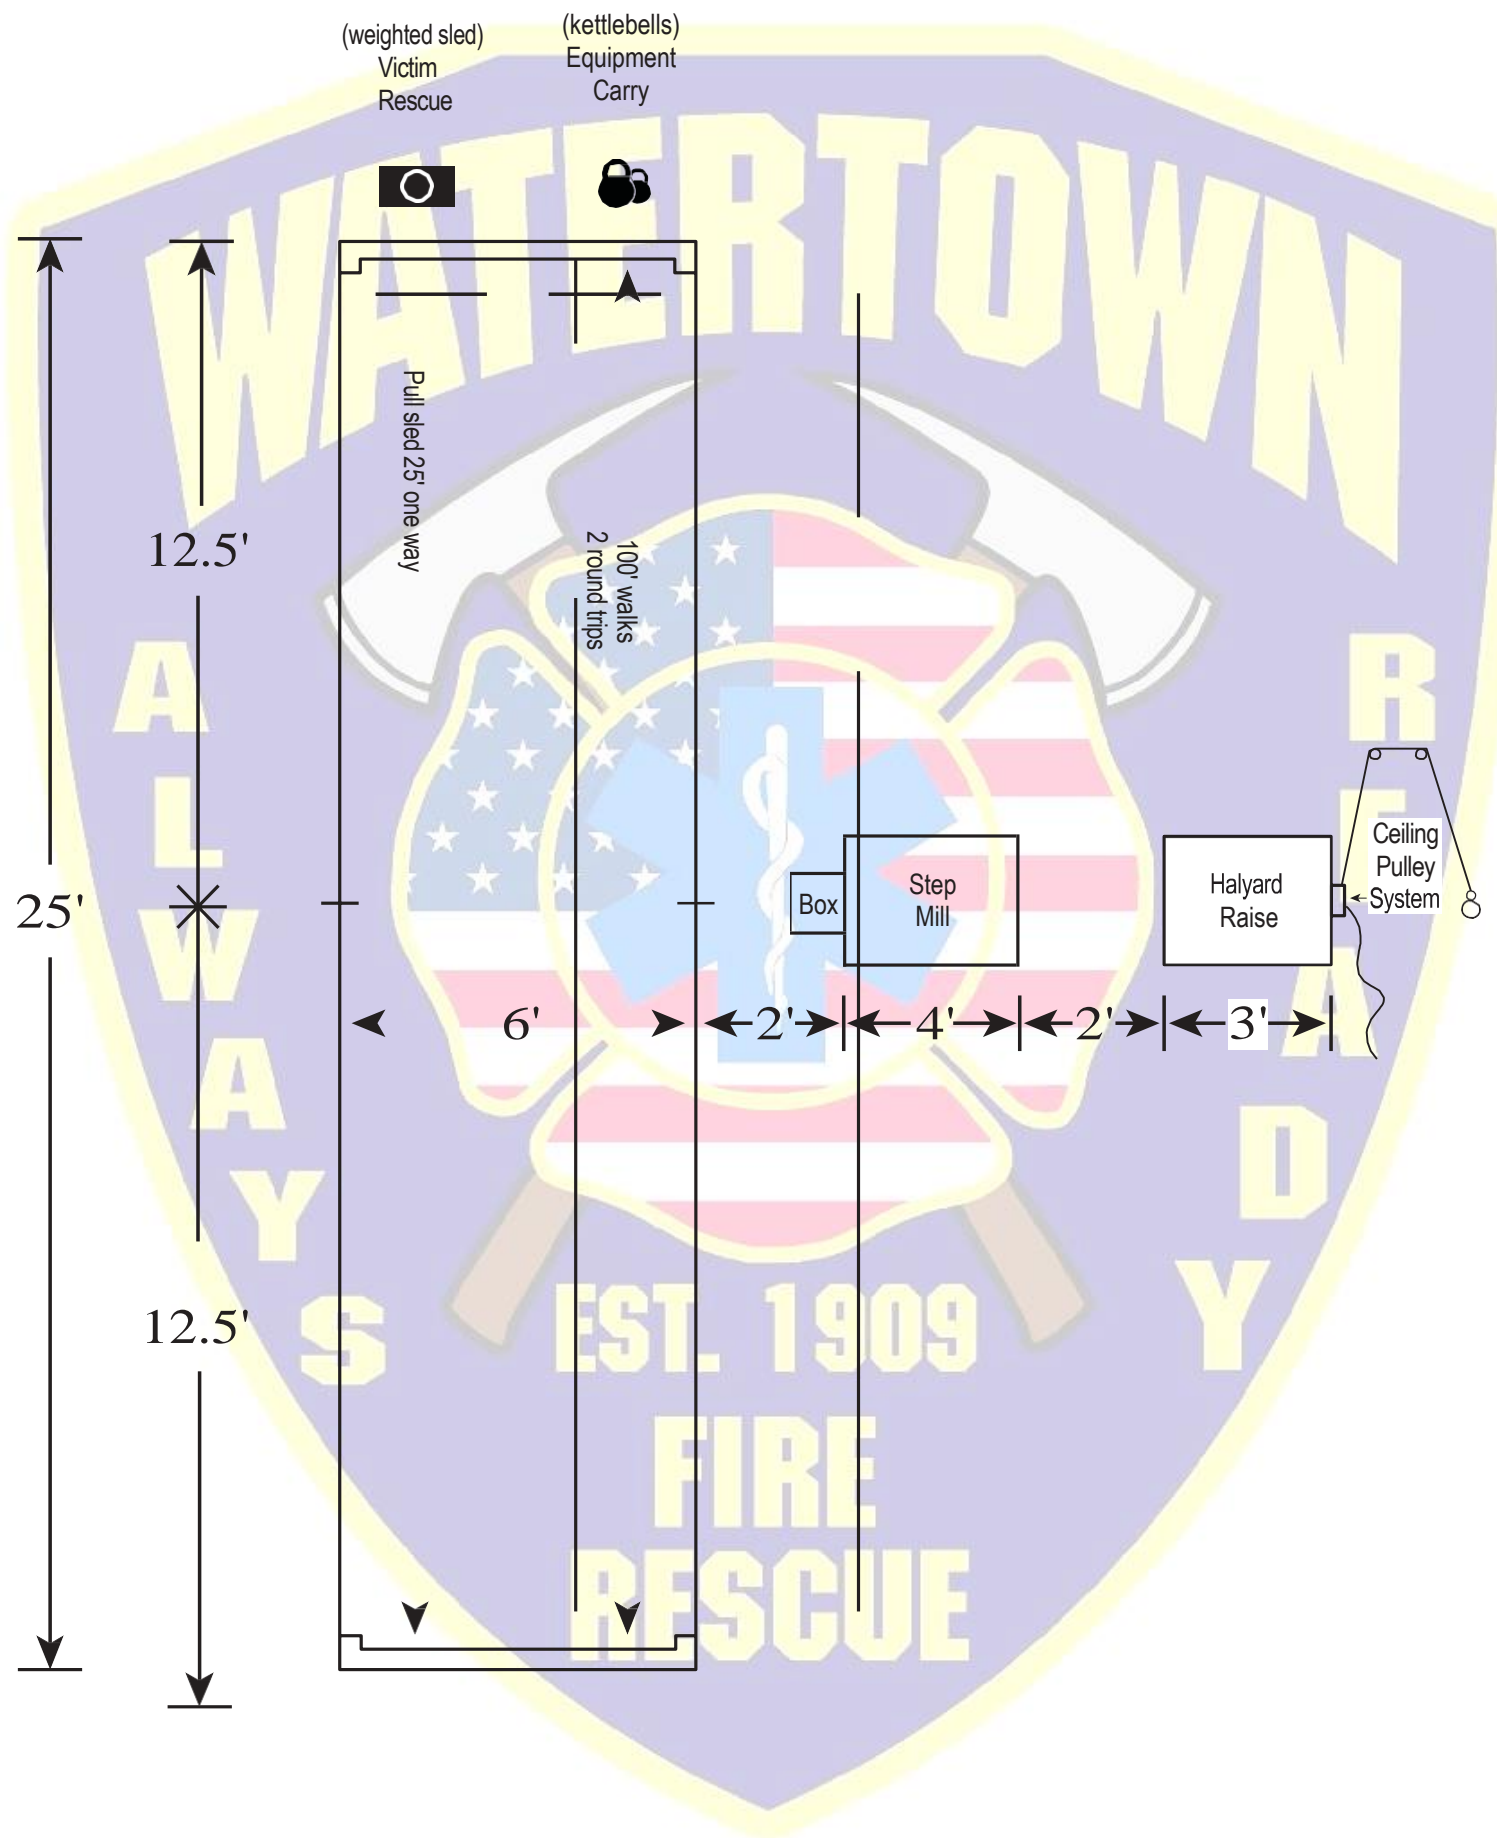 (weighted sled)
Victim
Rescue
(kettlebells)
Equipment
Carry
WATERTOWN
Pull sled 25' one way
100' walks
2 round trips
12.5'
25'
12.5'
ALWAYS
READY
Box
Step
Mill
Halyard
Raise
Ceiling
Pulley
System
6'
2'
4'
2'
3'
EST. 1909
FIRE
RESCUE